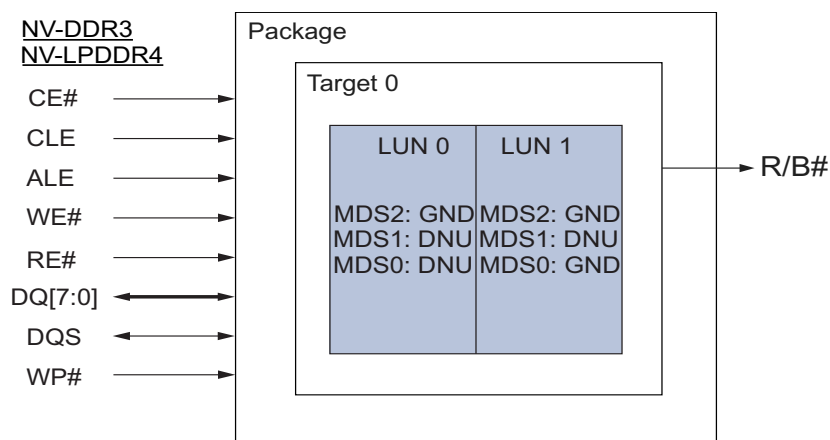 NV-DDR3
NV-LPDDR4
CE#
CLE
ALE
WE#
RE#
DQ[7:0]
DQS
WP#
Package
Target 0
LUN 0
MDS2: GND
MDS1: DNU
MDS0: DNU
LUN 1
MDS2: GND
MDS1: DNU
MDS0: GND
R/B#